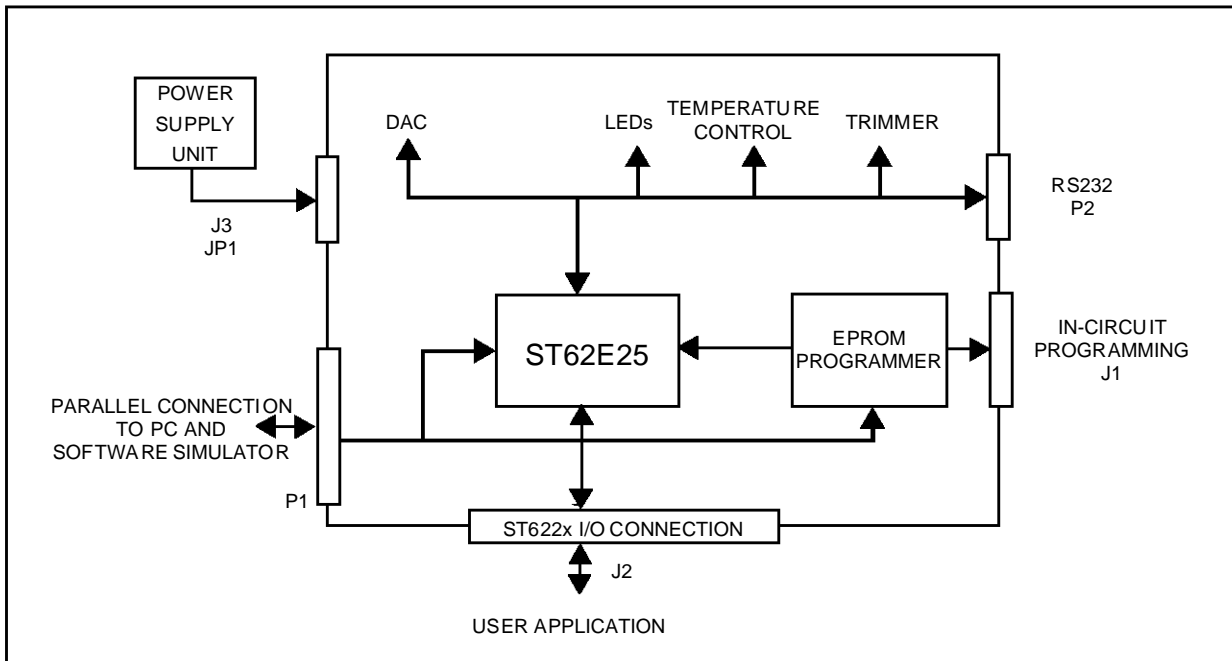 POWER
SUPPLY
UNIT
J3
JP1
DAC
LEDs
TEMPERATURE
CONTROL
TRIMMER
RS232
P2
ST62E25
EPROM
PROGRAMMER
IN-CIRCUIT
PROGRAMMING
J1
PARALLEL CONNECTION
TO PC AND
SOFTWARE SIMULATOR
P1
ST622x I/O CONNECTION
J2
USER APPLICATION